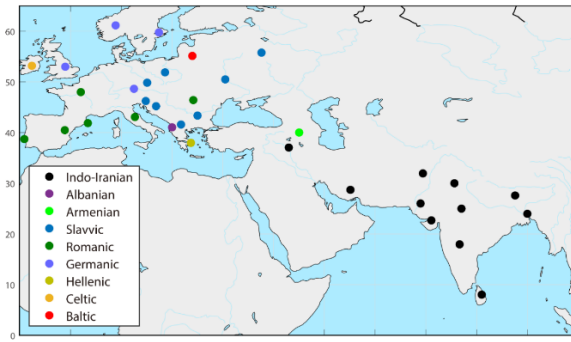 60
50
40
30
20
10
0
Indo-Iranian
Albanian
Armenian
Slavvic
Romanic
Germanic
Hellenic
Celtic
Baltic